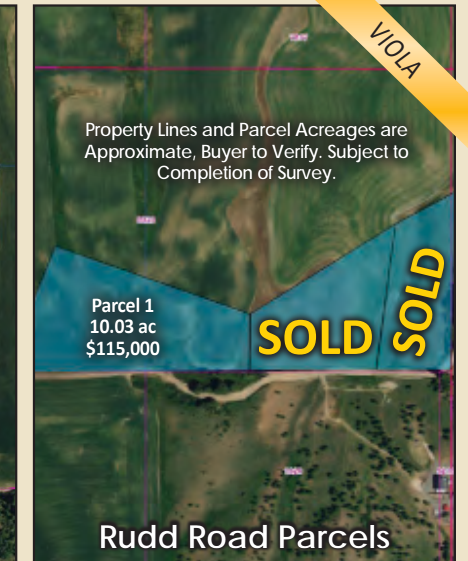 VIOLA
Property Lines and Parcel Acreages are
Approximate, Buyer to Verify. Subject to
Completion of Survey.
Parcel 1
10.03 ac
$115,000
SOLD
SOLD
Rudd Road Parcels